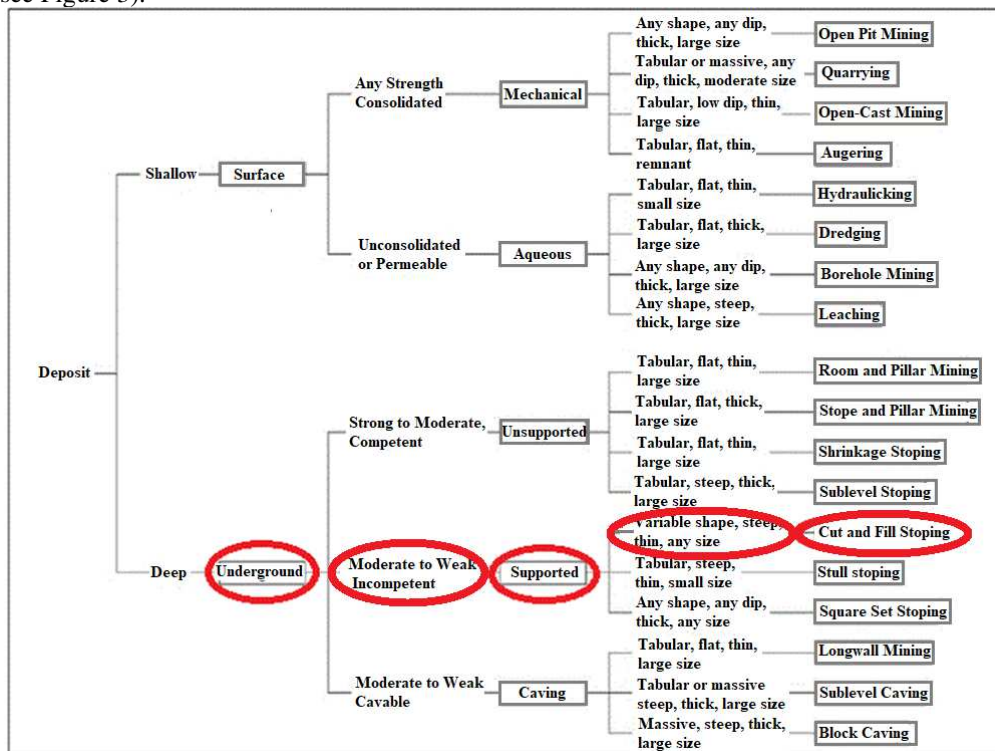 see Figure 5).
Any shape, any dip,
thick, large size
Open Pit Mining
Tabular or massive, any
dip, thick, moderate size
Quarrying
Any Strength
Consolidated
Mechanical
Tabular, low dip, thin,
large size
Open-Cast Mining
Tabular, flat, thin,
remnant
Augering
Shallow
Surface
Tabular, flat, thin,
small size
Hydraulicking
Tabular, flat, thick,
large size
Dredging
Unconsolidated
or Permeable
Aqueous
Any shape, any dip,
thick, large size
Borehole Mining
Any shape, steep,
thick, large size
Leaching
Deposit
Tabular, flat, thin,
large size
Room and Pillar Mining
Tabular, flat, thick,
large size
Stope and Pillar Mining
Strong to Moderate,
Competent
Unsupported
Tabular, flat, thin,
large size
Shrinkage Stoping
Tabular, steep, thick,
large size
Sublevel Stoping
Variable shape, steep,
thin, any size
Cut and Fill Stoping
Deep
Underground
Moderate to Weak
Incompetent
Supported
Tabular, steep,
thin, small size
Stull stoping
Any shape, any dip,
thick, any size
Square Set Stoping
Tabular, flat, thin,
large size
Longwall Mining
Moderate to Weak
Cavable
Caving
Tabular or massive
steep, thick, large size
Sublevel Caving
Massive, steep, thick,
large size
Block Caving